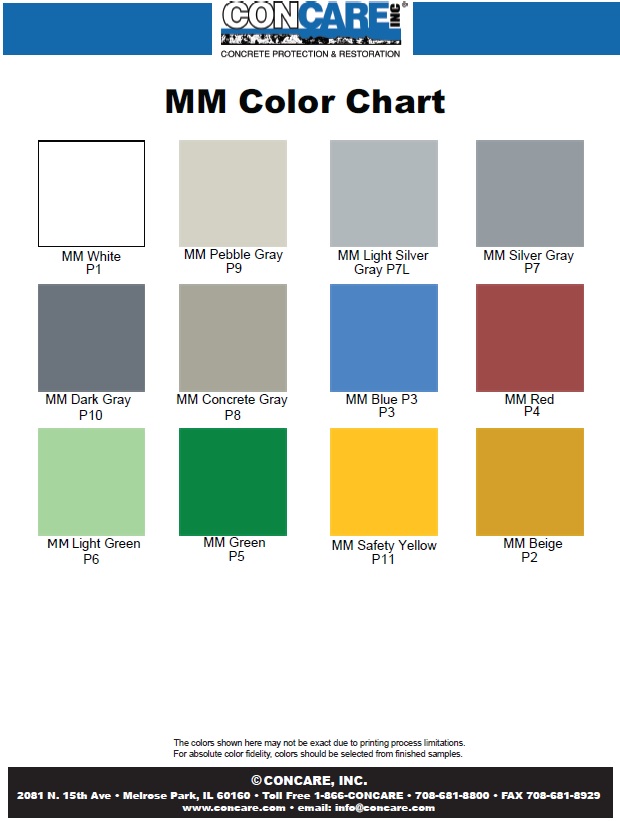 CONCARE INC ®
CONCRETE PROTECTION & RESTORATION
MM Color Chart
MM White
P1
MM Pebble Gray
P9
MM Light Silver
Gray P7L
MM Silver Gray
P7
MM Dark Gray
P10
MM Concrete Gray
P8
MM Blue P3
P3
MM Red
P4
MM Light Green
P6
MM Green
P5
MM Safety Yellow
P11
MM Beige
P2
The colors shown here may not be exact due to printing process limitations.
For absolute color fidelity, colors should be selected from finished samples.
©CONCARE, INC.
2081 N. 15th Ave • Melrose Park, IL 60160 • Toll Free 1-866-CONCARE • 708-681-8800 • FAX 708-681-8929
www.concare.com • email: info@concare.com